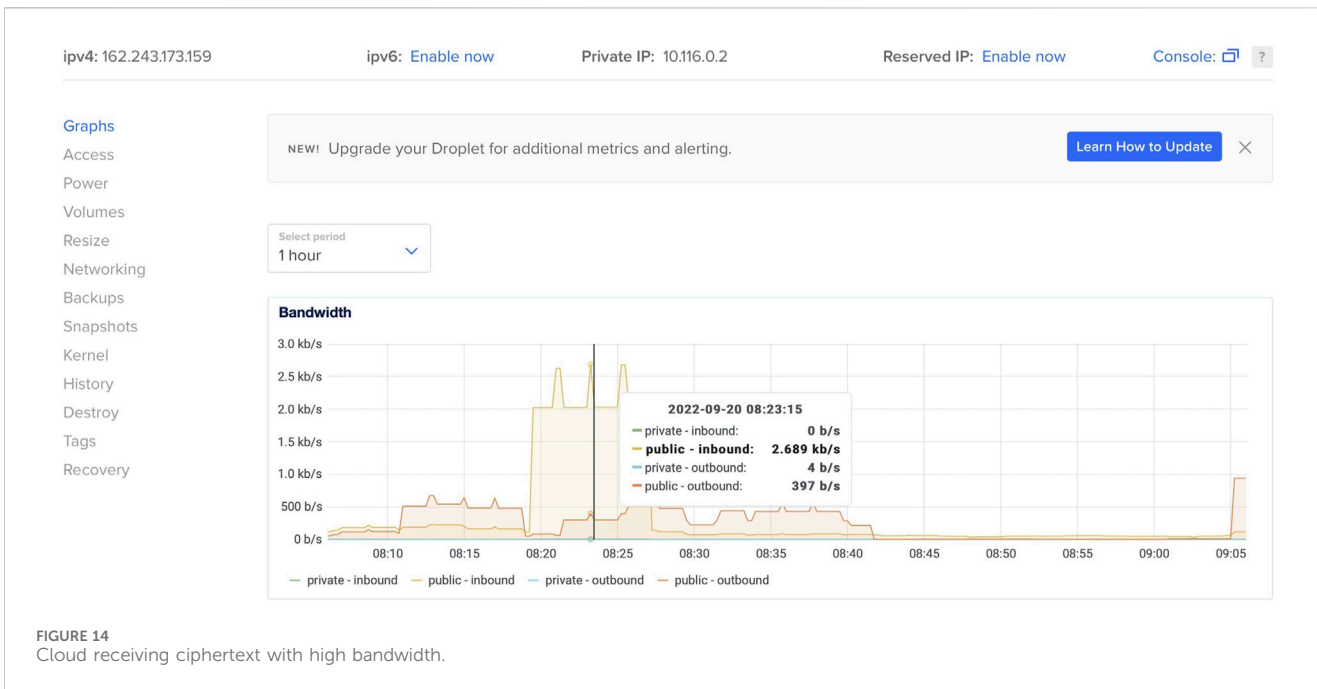 ipv4: 162.243.173.159 ipv6: Enable now Private IP: 10.116.0.2 Reserved IP: Enable now Console: ?
Graphs
Access
Power
Volumes
Resize
Networking
Backups
Snapshots
Kernel
History
Destroy
Tags
Recovery
NEW! Upgrade your Droplet for additional metrics and alerting. Learn How to Update
Select period
1 hour
Bandwidth
3.0 kb/s
2.5 kb/s
2.0 kb/s
1.5 kb/s
1.0 kb/s
500 b/s
0 b/s
2022-09-20 08:23:15
private - inbound: 0 b/s
public - inbound: 2.689 kb/s
private - outbound: 4 b/s
public - outbound: 397 b/s
08:10 08:15 08:20 08:25 08:30 08:35 08:40 08:45 08:50 08:55 09:00 09:05
private - inbound public - inbound private - outbound public - outbound
FIGURE 14
Cloud receiving ciphertext with high bandwidth.